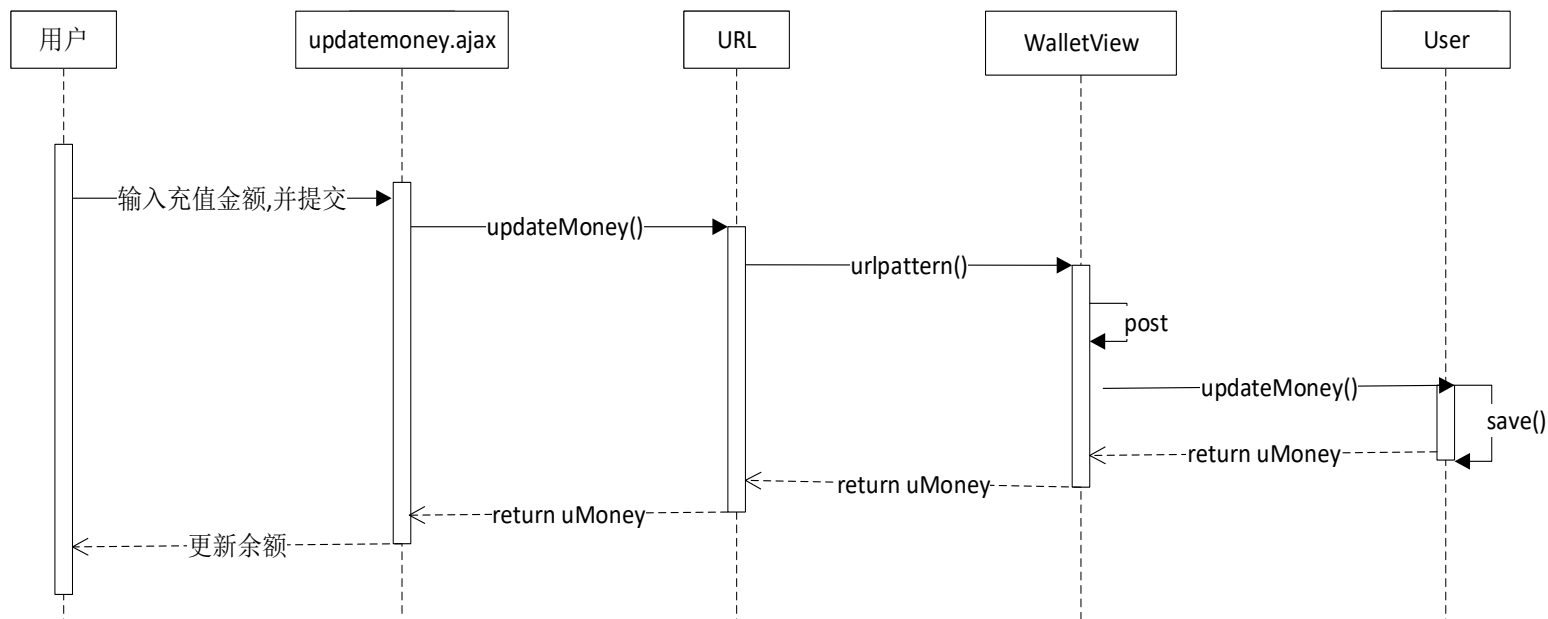 用户
updatemoney.ajax
URL
WalletView
User
输入充值金额,并提交
updateMoney()
urlpattern()
post
updateMoney()
save()
return uMoney
return uMoney
return uMoney
更新余额